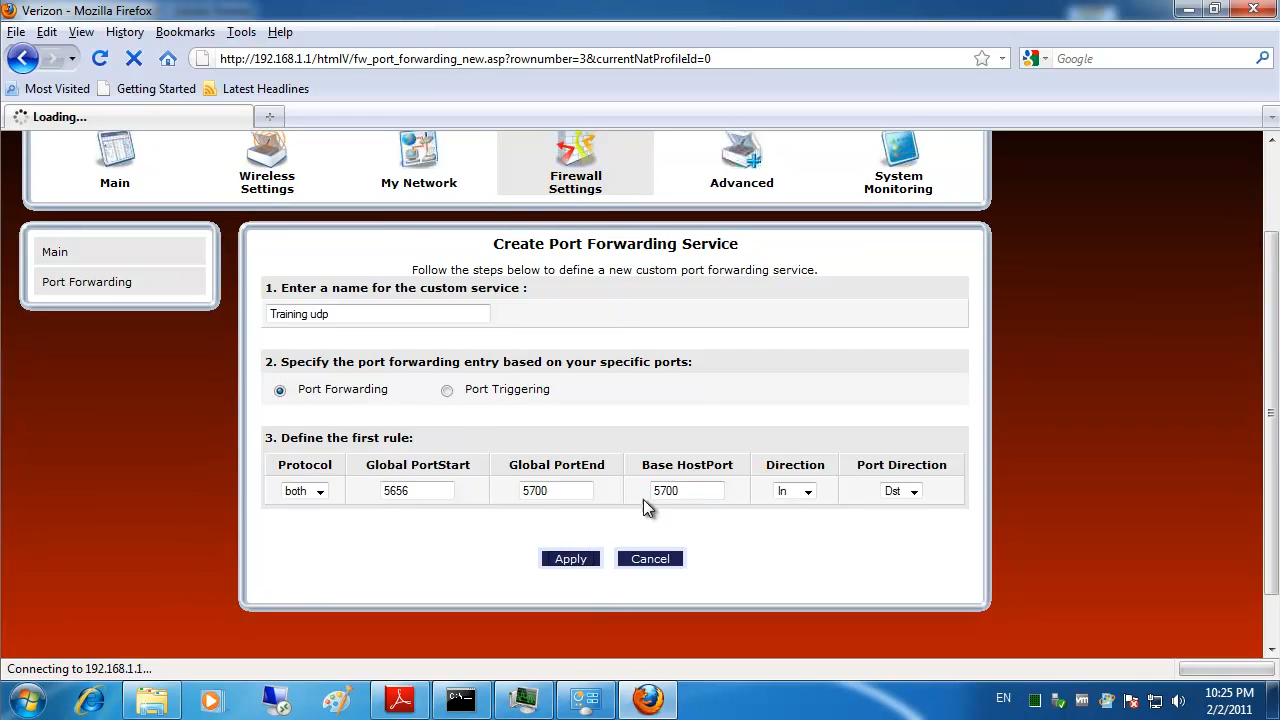 Verizon - Mozilla Firefox
File Edit View History Bookmarks Tools Help
http://192.168.1.1/htmlV/fw_port_forwarding_new.asp?rownumber=3&currentNatProfileId=0
Google
Most Visited Getting Started Latest Headlines
Loading...
Main
Wireless Settings
My Network
Firewall Settings
Advanced
System Monitoring
Main
Port Forwarding
Create Port Forwarding Service
Follow the steps below to define a new custom port forwarding service.
1. Enter a name for the custom service :
Training udp
2. Specify the port forwarding entry based on your specific ports:
Port Forwarding Port Triggering
3. Define the first rule:
Protocol Global PortStart Global PortEnd Base HostPort Direction Port Direction
both 5656 5700 5700 In Dst
Apply Cancel
Connecting to 192.168.1.1...
EN
10:25 PM
2/2/2011